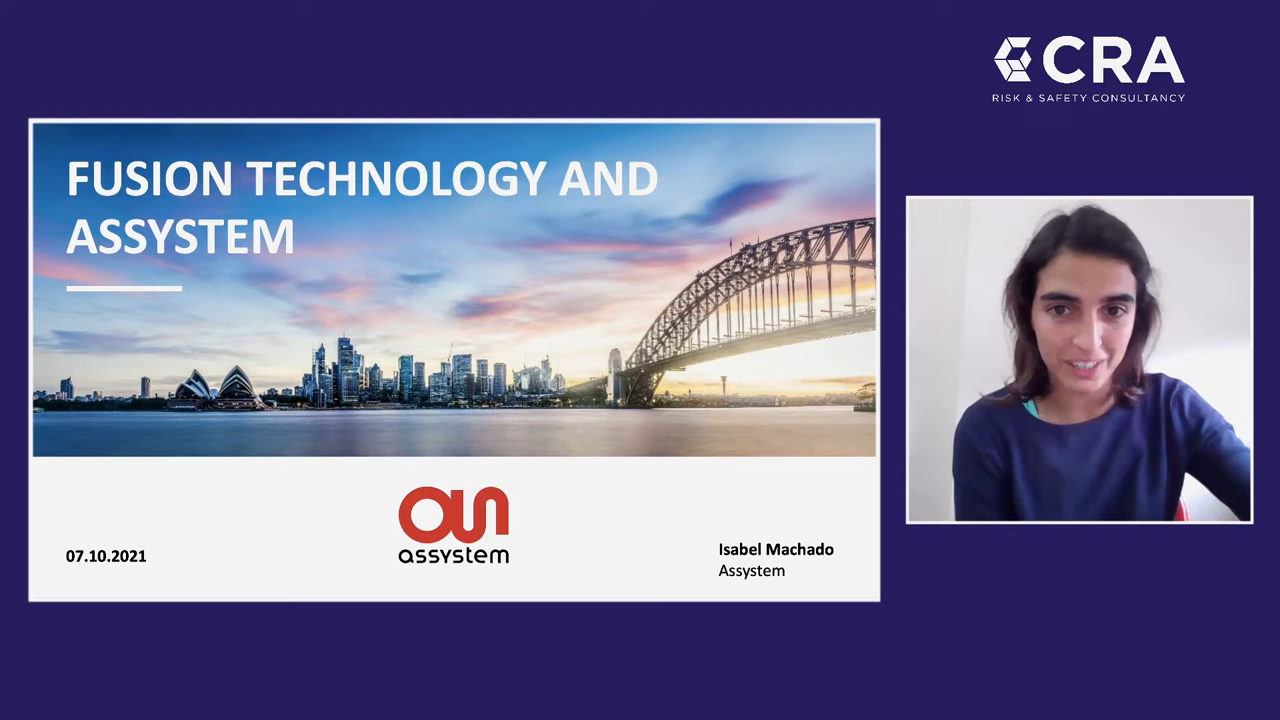 CRA
RISK & SAFETY CONSULTANCY
FUSION TECHNOLOGY AND
ASSYSTEM
assystem
07.10.2021
Isabel Machado
Assystem